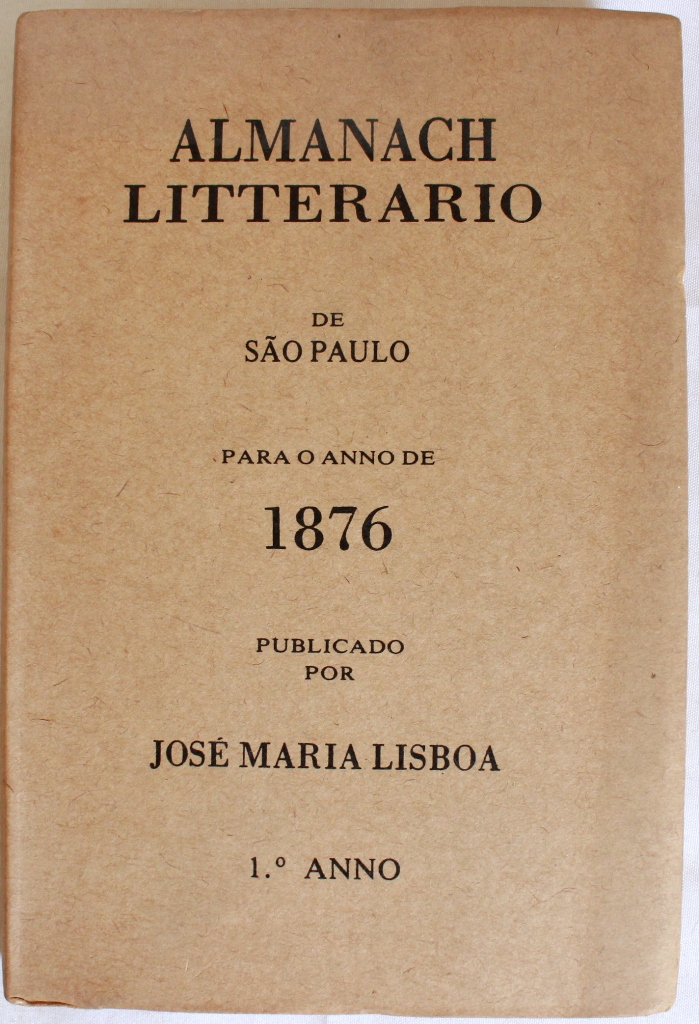 ALMANACH
LITTERARIO
DE
SÃO PAULO
PARA O ANNO DE
1876
PUBLICADO
POR
JOSÉ MARIA LISBOA
1.º ANNO